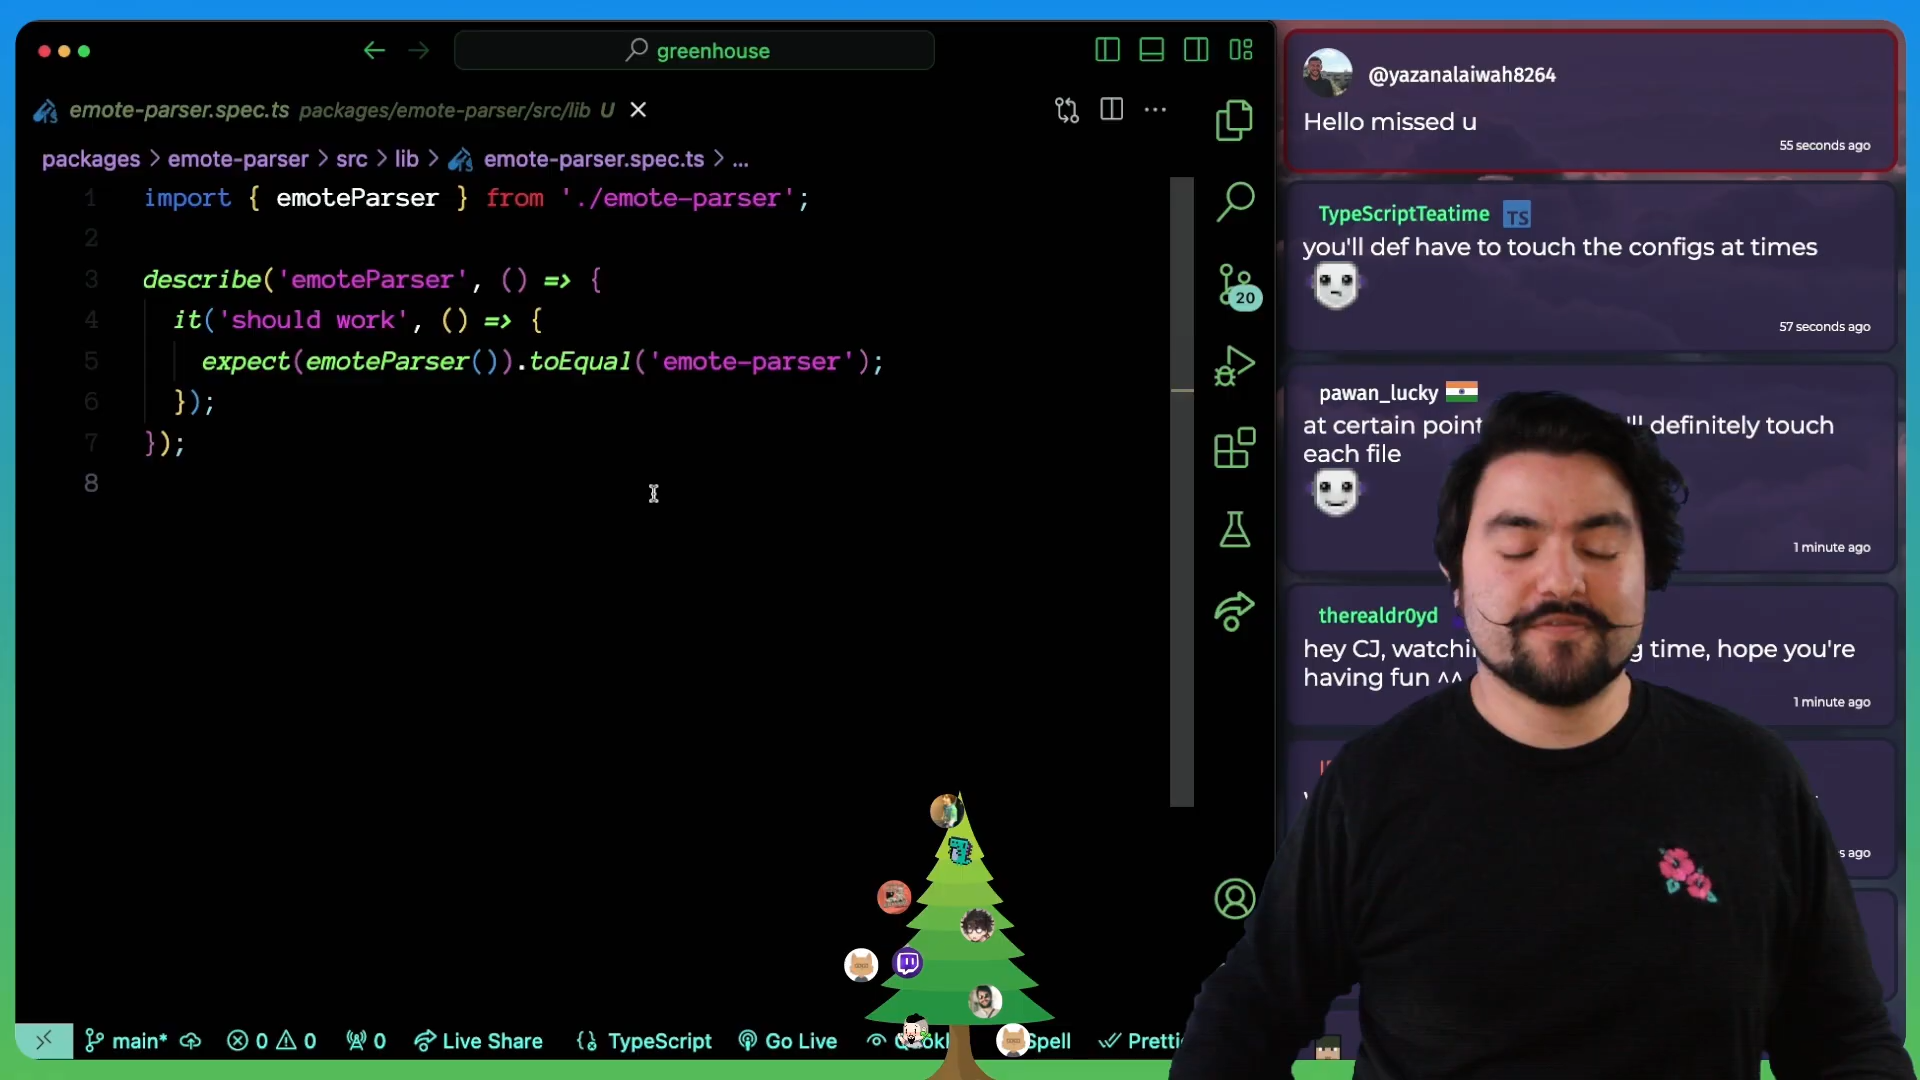 greenhouse
emote-parser.spec.ts packages/emote-parser/src/lib U
packages > emote-parser > src > lib > emote-parser.spec.ts > ...
1 import { emoteParser } from './emote-parser';
2
3 describe('emoteParser', () => {
4 it('should work', () => {
5 expect(emoteParser()).toEqual('emote-parser');
6 });
7 });
8
20
main* 0 0 0 Live Share TypeScript Go Live Spell
@yazanalaiwah8264
Hello missed u
55 seconds ago
TypeScriptTeatime TS
you'll def have to touch the configs at times
57 seconds ago
pawan_lucky
at certain point 'll definitely touch
each file
1 minute ago
therealdr0yd
hey CJ, time, hope you're
having fun ^^
1 minute ago
ago